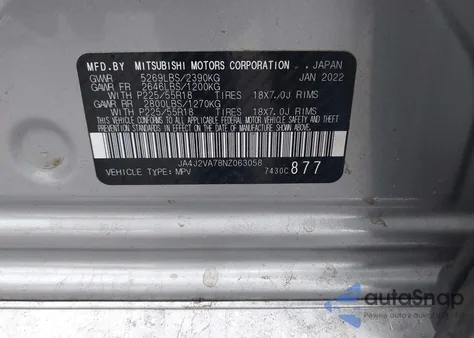 MFD.BY MITSUBISHI MOTORS CORPORATION JAPAN
GVWR 5269LBS/2390KG JAN 2022
GAWR FR 2646LBS/1200KG
WITH P225/55R18 TIRES 18X7.0J RIMS
GAWR RR 2800LBS/1270KG
WITH P225/55R18 TIRES 18X7.0J RIMS
THIS VEHICLE CONFORMS TO ALL APPLICABLE FEDERAL MOTOR VEHICLE SAFETY
AND THEFT PREVENTION STANDARDS IN EFFECT ON THE DATE OF MANUFACTURE
SHOWN ABOVE.
JA4J2VA78NZ063058
VEHICLE TYPE: MPV 7430C 877
autoSnap